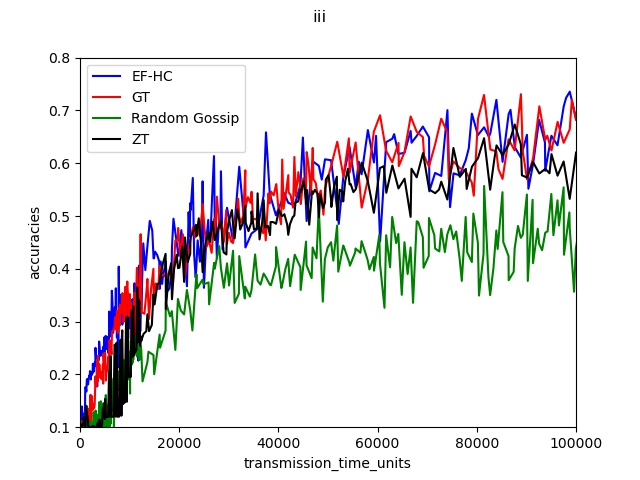 iii
EF-HC
GT
Random Gossip
ZT
0.8
0.7
0.6
0.5
0.4
0.3
0.2
0.1
accuracies
0 20000 40000 60000 80000 100000
transmission_time_units